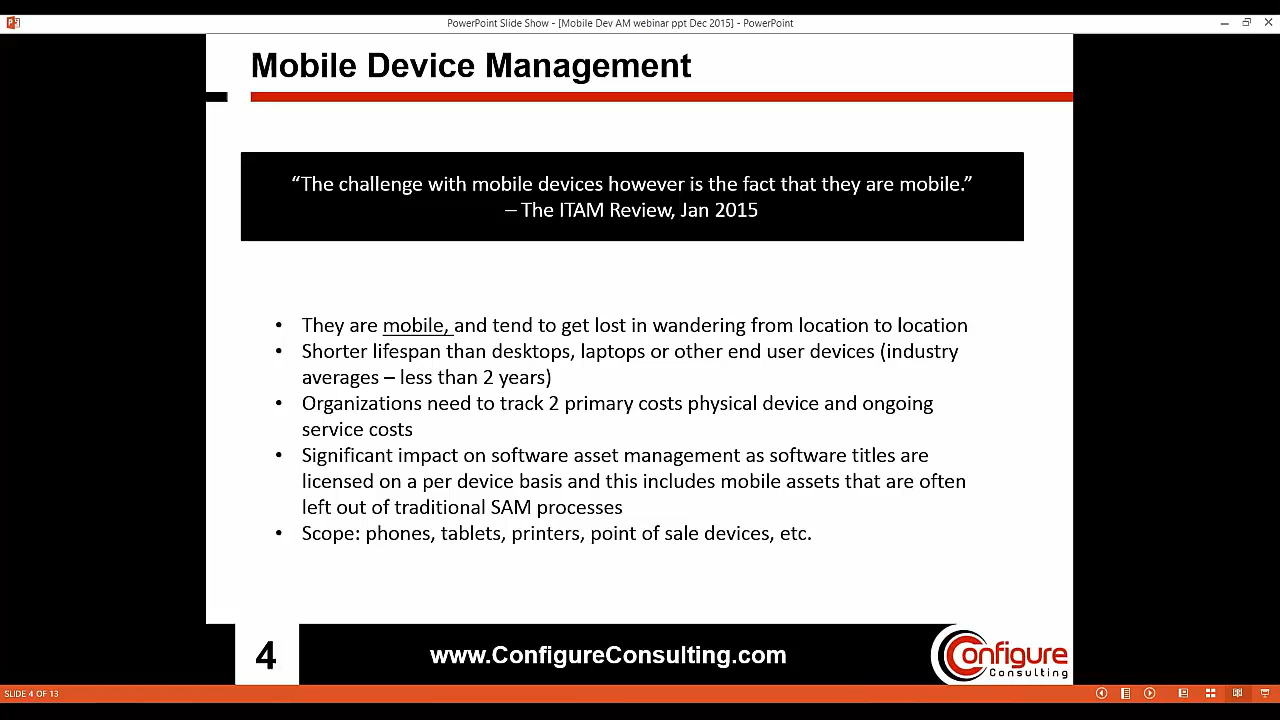 PowerPoint Slide Show - [Mobile Dev AM webinar ppt Dec 2015] - PowerPoint
Mobile Device Management
“The challenge with mobile devices however is the fact that they are mobile.”
– The ITAM Review, Jan 2015
• They are mobile, and tend to get lost in wandering from location to location
• Shorter lifespan than desktops, laptops or other end user devices (industry
averages – less than 2 years)
• Organizations need to track 2 primary costs physical device and ongoing
service costs
• Significant impact on software asset management as software titles are
licensed on a per device basis and this includes mobile assets that are often
left out of traditional SAM processes
• Scope: phones, tablets, printers, point of sale devices, etc.
4
www.ConfigureConsulting.com
Configure
Consulting
SLIDE 4 OF 13